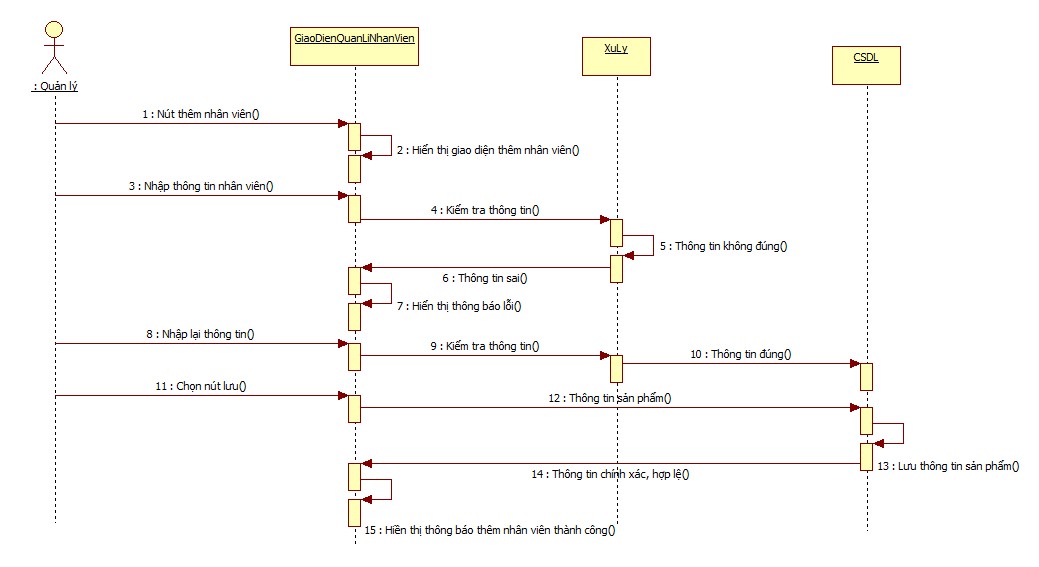 GiaoDienQuanLiNhanVien
XuLy
CSDL
: Quản lý
1 : Nút thêm nhân viên()
2 : Hiển thị giao diện thêm nhân viên()
3 : Nhập thông tin nhân viên()
4 : Kiểm tra thông tin()
5 : Thông tin không đúng()
6 : Thông tin sai()
7 : Hiển thị thông báo lỗi()
8 : Nhập lại thông tin()
9 : Kiểm tra thông tin()
10 : Thông tin đúng()
11 : Chọn nút lưu()
12 : Thông tin sản phẩm()
13 : Lưu thông tin sản phẩm()
14 : Thông tin chính xác, hợp lệ()
15 : Hiền thị thông báo thêm nhân viên thành công()